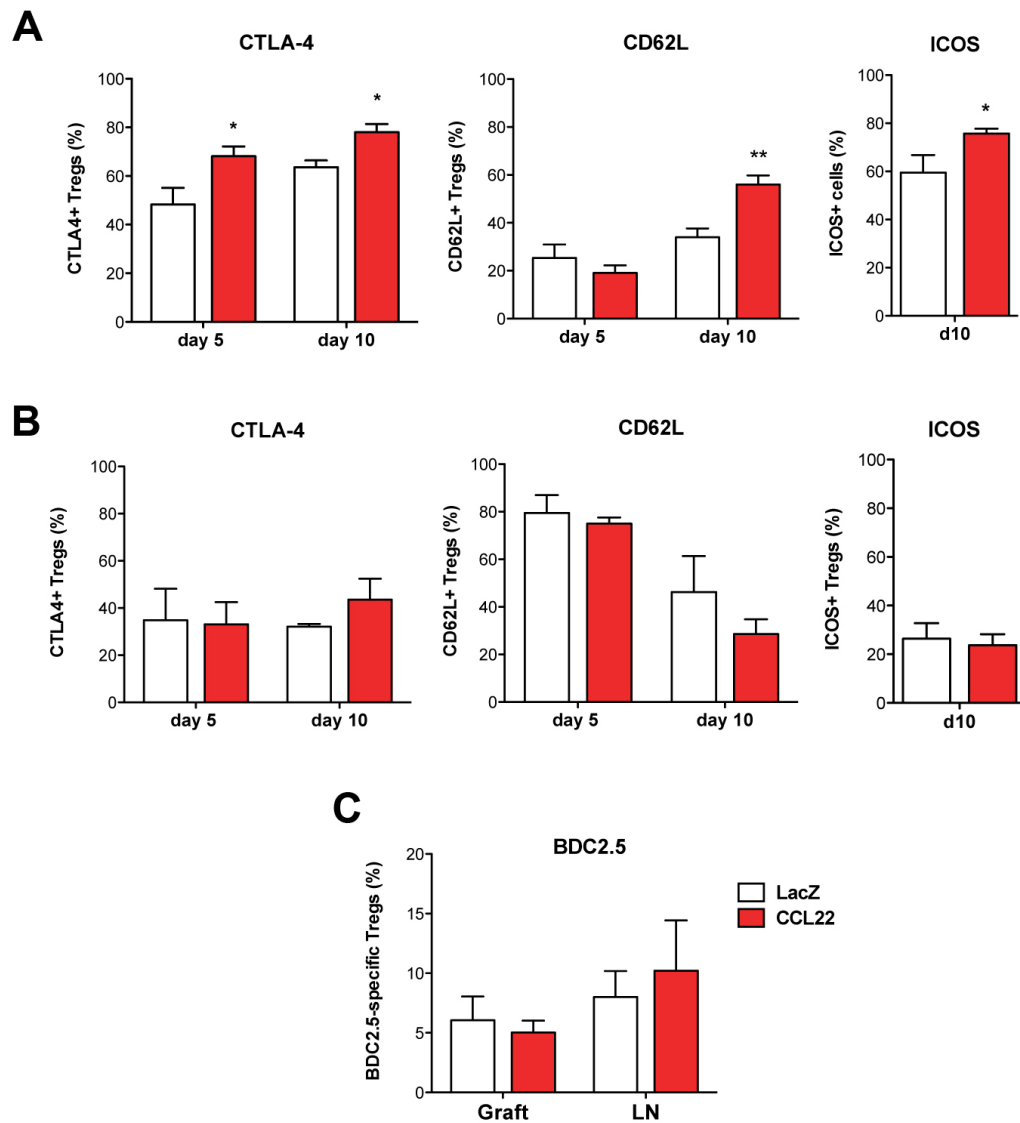 A
CTLA-4
CTLA4+ Tregs (%)
100
80
60
40
20
0
*
*
day 5
day 10
CD62L
CD62L+ Tregs (%)
100
80
60
40
20
0
**
day 5
day 10
ICOS
ICOS+ cells (%)
100
80
60
40
20
0
*
d10
B
CTLA-4
CTLA4+ Tregs (%)
100
80
60
40
20
0
day 5
day 10
CD62L
CD62L+ Tregs (%)
100
80
60
40
20
0
day 5
day 10
ICOS
ICOS+ Tregs (%)
100
80
60
40
20
0
d10
C
BDC2.5
BDC2.5-specific Tregs (%)
20
15
10
5
0
Graft
LN
LacZ
CCL22